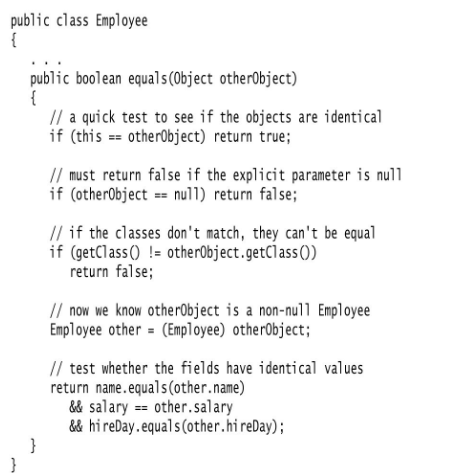 public class Employee
{
. . .
public boolean equals(Object otherObject)
{
// a quick test to see if the objects are identical
if (this == otherObject) return true;
// must return false if the explicit parameter is null
if (otherObject == null) return false;
// if the classes don't match, they can't be equal
if (getClass() != otherObject.getClass())
return false;
// now we know otherObject is a non-null Employee
Employee other = (Employee) otherObject;
// test whether the fields have identical values
return name.equals(other.name)
&& salary == other.salary
&& hireDay.equals(other.hireDay);
}
}